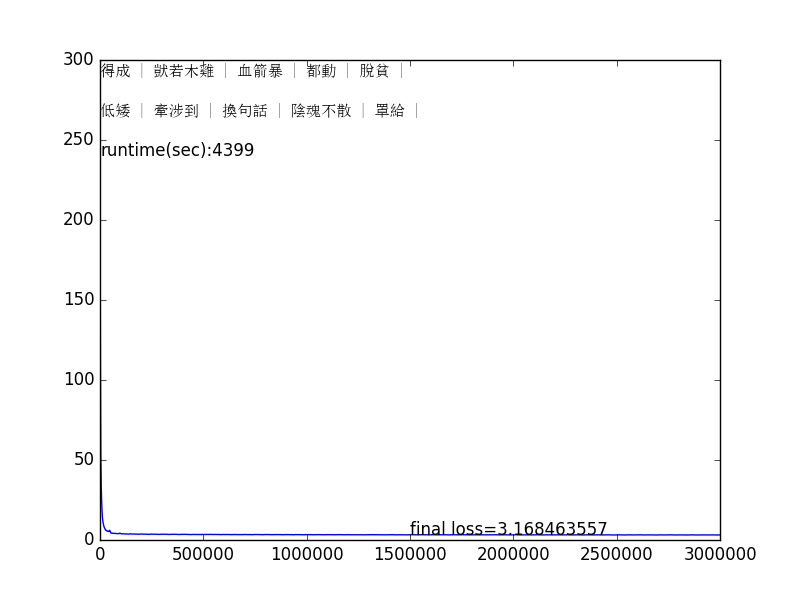 300
得成 | 獃若木雞 | 血箭暴 | 都動 | 脫貧 |
低矮 | 牽涉到 | 換句話 | 陰魂不散 | 罩給 |
250
runtime(sec):4399
200
150
100
50
final loss=3.168463557
0
0 500000 1000000 1500000 2000000 2500000 3000000